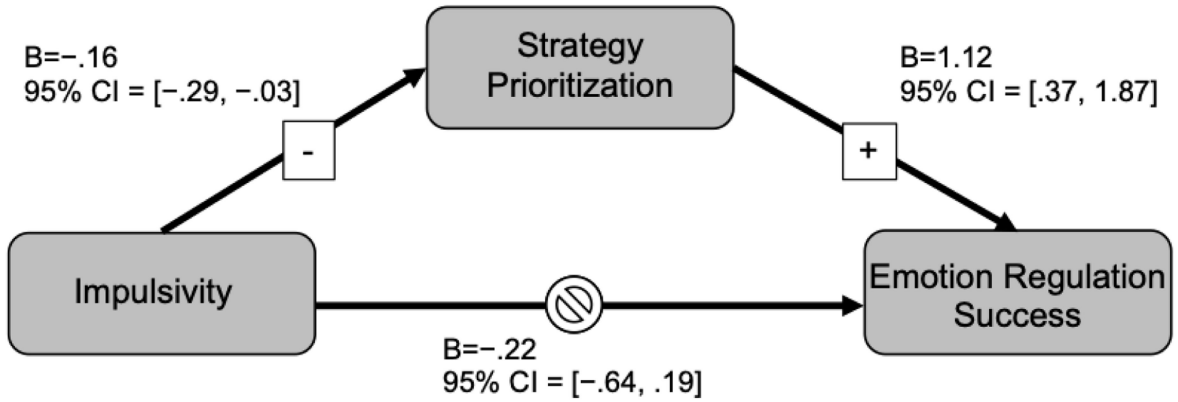 B=−.16
95% CI = [−.29, −.03]
Strategy
Prioritization
B=1.12
95% CI = [.37, 1.87]
-
+
Impulsivity
Emotion Regulation
Success
B=−.22
95% CI = [−.64, .19]